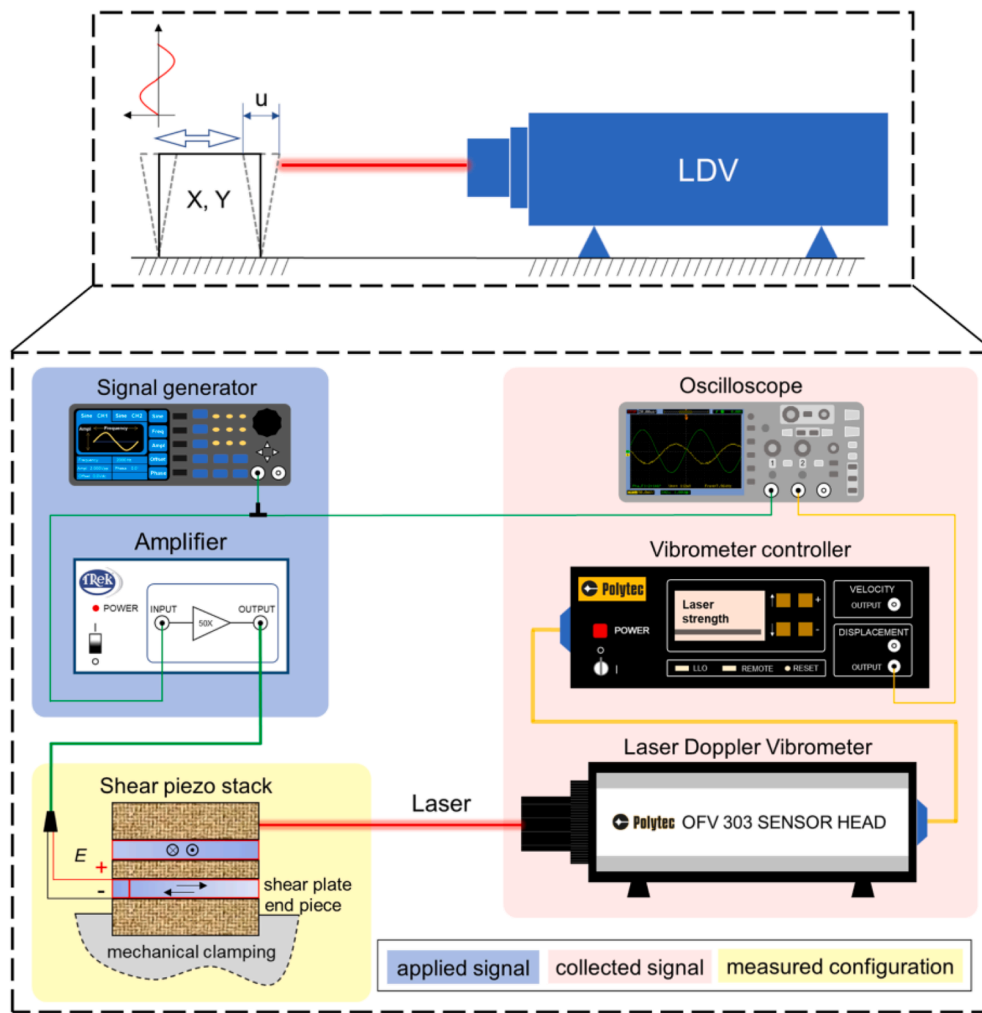 u
X, Y
LDV
Signal generator
Oscilloscope
Sine CH1 Sine CH2 Sine
Ampl Frequency
Freq
Ampl
Offset
Phase
1 2
Amplifier
TRek
POWER
INPUT
OUTPUT
50X
I
O
Vibrometer controller
Polytec
Laser
strength
POWER
VELOCITY
OUTPUT
DISPLACEMENT
OUTPUT
LLO
REMOTE
RESET
Shear piezo stack
Laser
Laser Doppler Vibrometer
Polytec OFV 303 SENSOR HEAD
E
+
-
shear plate
end piece
mechanical clamping
applied signal
collected signal
measured configuration